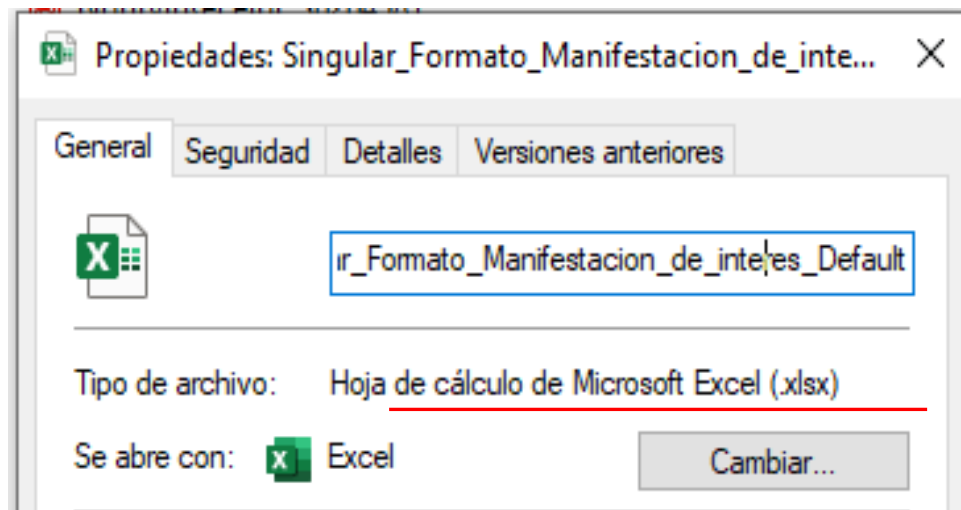 Propiedades: Singular_Formato_Manifestacion_de_inte...
General Seguridad Detalles Versiones anteriores
r_Formato_Manifestacion_de_interes_Default
Tipo de archivo: Hoja de cálculo de Microsoft Excel (.xlsx)
Se abre con: Excel
Cambiar...